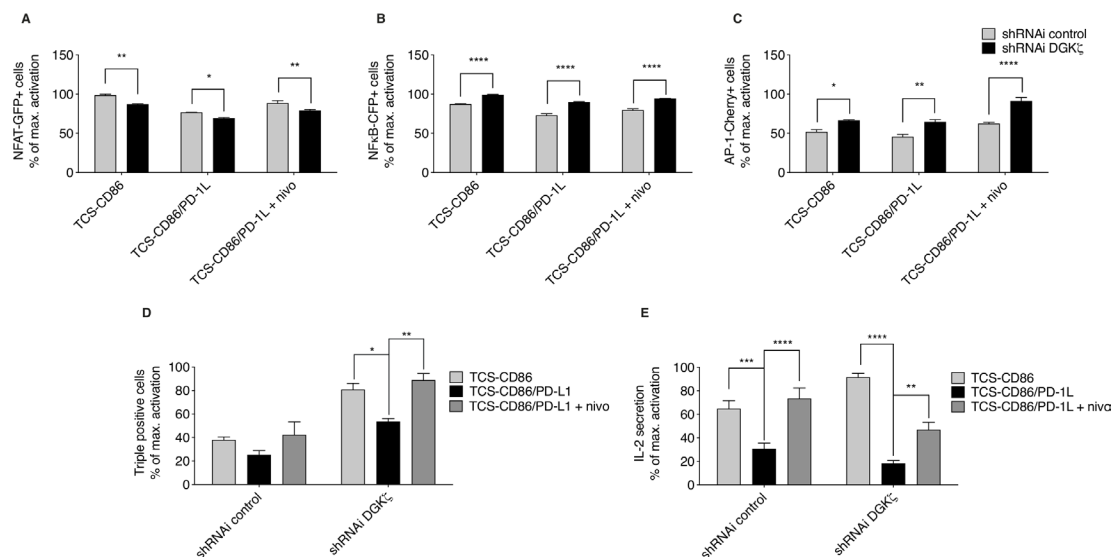 A
NFAT-GFP+ cells
% of max. activation
150
100
50
0
**
*
**
TCS-CD86
TCS-CD86/PD-1L
TCS-CD86/PD-1L + nivo
B
NFκB-CFP+ cells
% of max. activation
150
100
50
0
****
****
****
TCS-CD86
TCS-CD86/PD-1L
TCS-CD86/PD-1L + nivo
C
AP-1-Cherry+ cells
% of max. activation
150
100
50
0
*
**
****
TCS-CD86
TCS-CD86/PD-1L
TCS-CD86/PD-1L + nivo
shRNAi control
shRNAi DGKζ
D
Triple positive cells
% of max. activation
100
80
60
40
20
0
*
**
shRNAi control
shRNAi DGKζ
TCS-CD86
TCS-CD86/PD-L1
TCS-CD86/PD-L1 + nivo
E
IL-2 secretion
% of max. activation
100
80
60
40
20
0
***
****
****
**
shRNAi control
shRNAi DGKζ
TCS-CD86
TCS-CD86/PD-1L
TCS-CD86/PD-1L + nivo